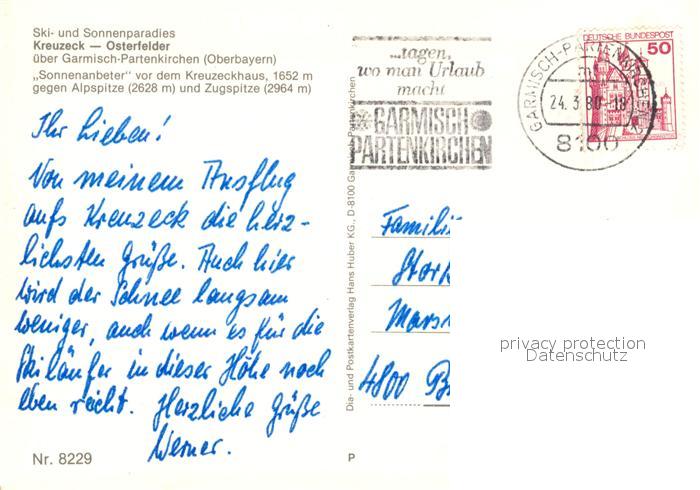 Ski- und Sonnenparadies
Kreuzeck — Osterfelder
über Garmisch-Partenkirchen (Oberbayern)
„Sonnenanbeter" vor dem Kreuzeckhaus, 1652 m
gegen Alpspitze (2628 m) und Zugspitze (2964 m)
Ihr Lieben!
Von meinem Ausflug
aufs Kreuzeck die herz-
lichsten Grüße. Auch hier
wird der Schnee langsam
weniger, auch wenn es für die
Skiläufer in dieser Höhe noch
eben reicht. Herzliche Grüße
Werner.
Nr. 8229
Dia- und Postkartenverlag Hans Huber KG., D-8100 Garmisch-Partenkirchen
P
...tagen,
wo man Urlaub
macht
GARMISCH
PARTENKIRCHEN
GARMISCH-PARTENKIRCHEN
m
24.3.80-18
8100
DEUTSCHE BUNDESPOST
50
Famili
Stor
Mars
4800 B
privacy protection
Datenschutz